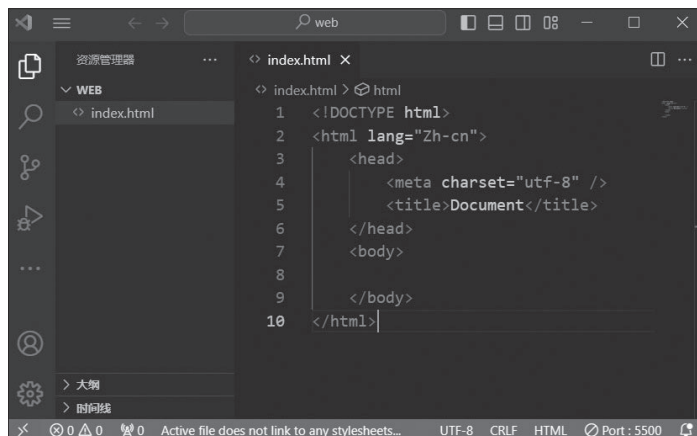 web
资源管理器 ...
WEB
index.html
大纲
时间线
index.html
index.html > html
1 <!DOCTYPE html>
2 <html lang="Zh-cn">
3 <head>
4 <meta charset="utf-8" />
5 <title>Document</title>
6 </head>
7 <body>
8
9 </body>
10 </html>
0 0 0 Active file does not link to any stylesheets... UTF-8 CRLF HTML Port : 5500